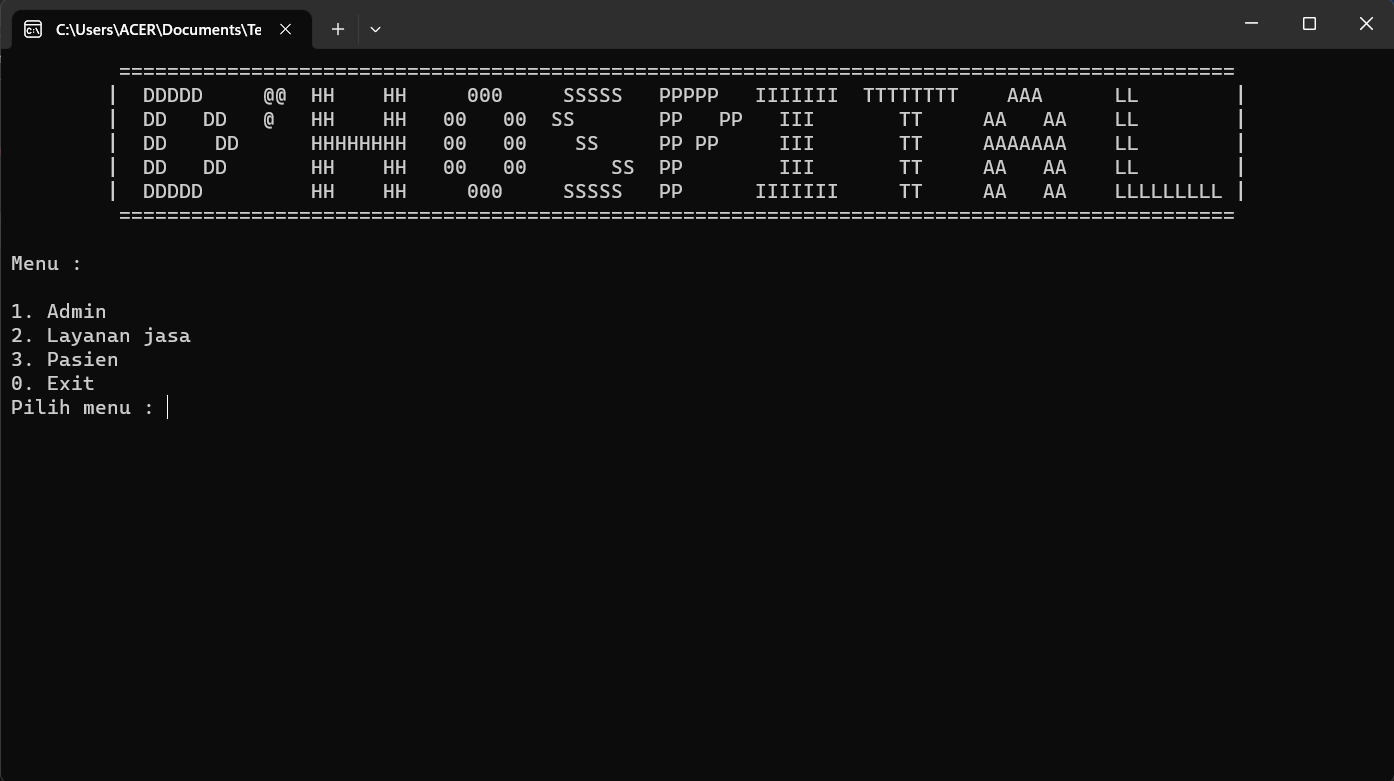 C:\Users\ACER\Documents\Te
=============================================================================================
|  DDDDD     @@  HH    HH     000     SSSSS   PPPPP   IIIIIII  TTTTTTTT    AAA      LL        |
|  DD   DD   @   HH    HH   00   00  SS       PP   PP   III       TT     AA   AA    LL        |
|  DD    DD      HHHHHHHH   00   00    SS     PP PP     III       TT     AAAAAAA    LL        |
|  DD   DD       HH    HH   00   00       SS  PP        III       TT     AA   AA    LL        |
|  DDDDD         HH    HH     000     SSSSS   PP      IIIIIII     TT     AA   AA    LLLLLLLLL |
=============================================================================================
Menu :
1. Admin
2. Layanan jasa
3. Pasien
0. Exit
Pilih menu :